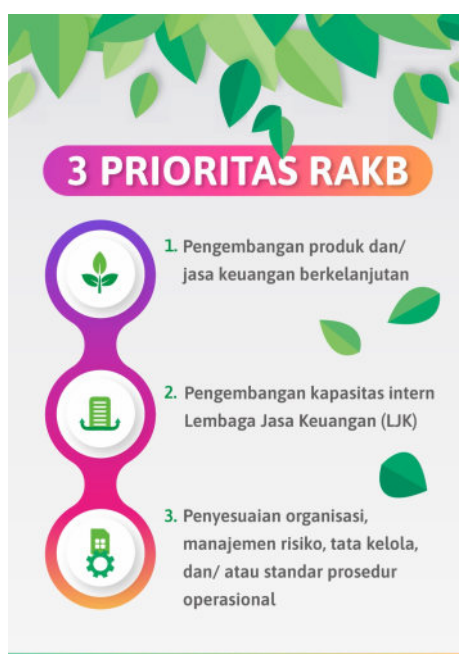 3 PRIORITAS RAKB
1. Pengembangan produk dan/
jasa keuangan berkelanjutan
2. Pengembangan kapasitas intern
Lembaga Jasa Keuangan (LJK)
3. Penyesuaian organisasi,
manajemen risiko, tata kelola,
dan/ atau standar prosedur
operasional